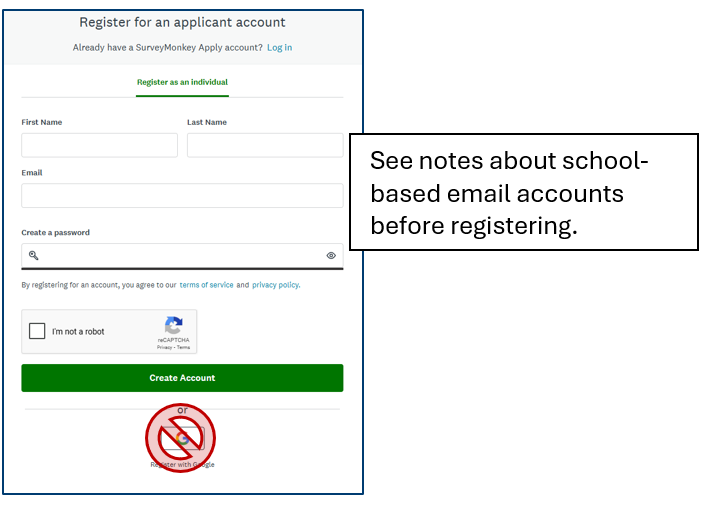 Register for an applicant account
Already have a SurveyMonkey Apply account? Log in
Register as an individual
First Name
Last Name
Email
See notes about school-
based email accounts
before registering.
Create a password
By registering for an account, you agree to our terms of service and privacy policy.
I'm not a robot
reCAPTCHA
Privacy - Terms
Create Account
or
Register with Google